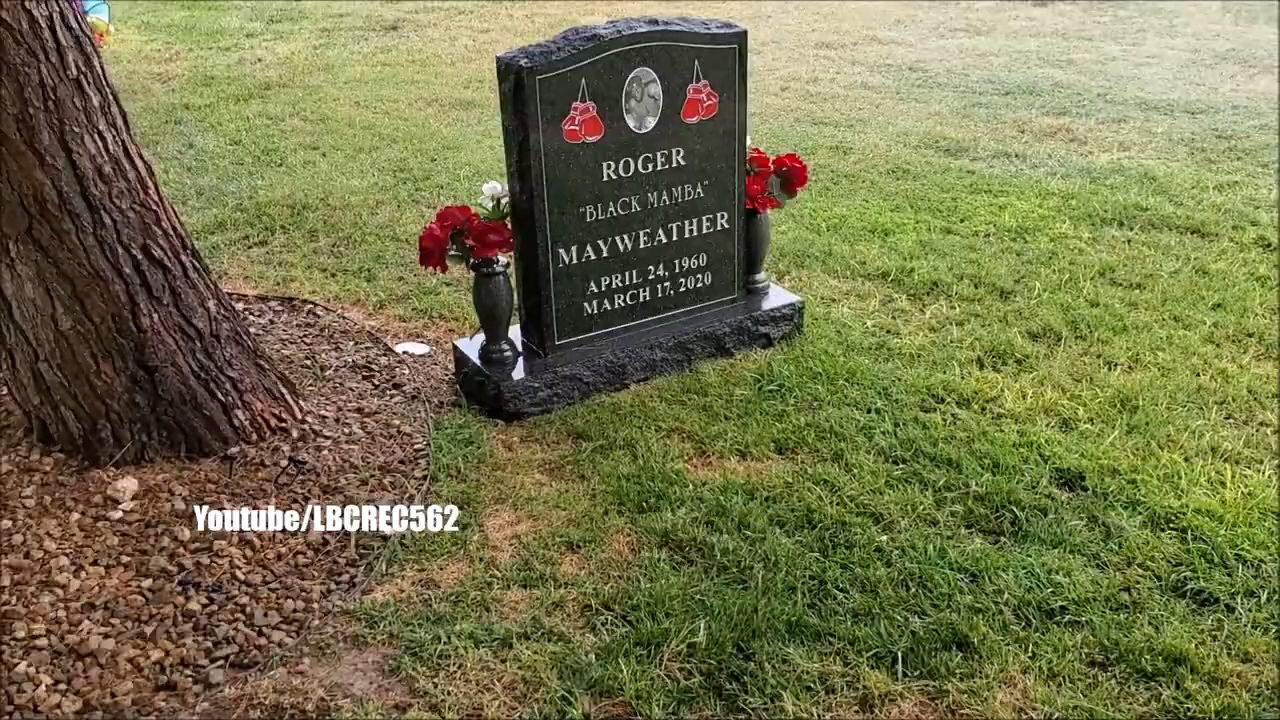 ROGER
"BLACK MAMBA"
MAYWEATHER
APRIL 24, 1960
MARCH 17, 2020
Youtube/LBCREC562